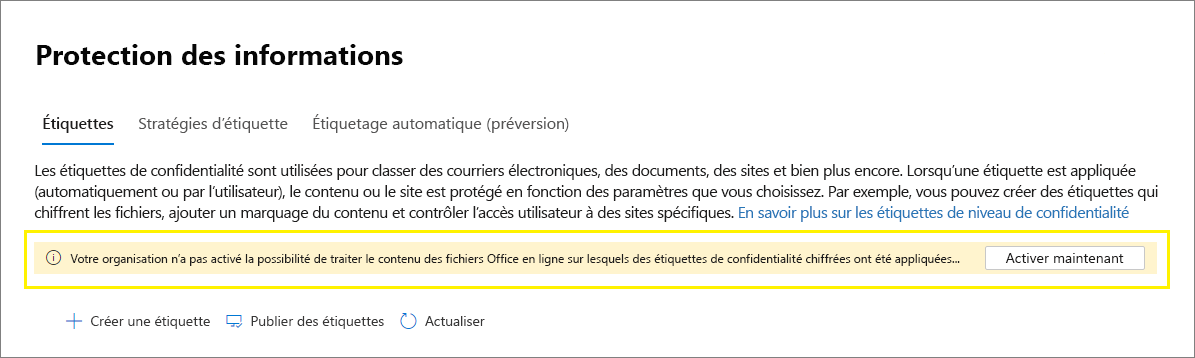 Protection des informations
Étiquettes Stratégies d’étiquette Étiquetage automatique (préversion)
Les étiquettes de confidentialité sont utilisées pour classer des courriers électroniques, des documents, des sites et bien plus encore. Lorsqu’une étiquette est appliquée
(automatiquement ou par l’utilisateur), le contenu ou le site est protégé en fonction des paramètres que vous choisissez. Par exemple, vous pouvez créer des étiquettes qui
chiffrent les fichiers, ajouter un marquage du contenu et contrôler l’accès utilisateur à des sites spécifiques. En savoir plus sur les étiquettes de niveau de confidentialité
Votre organisation n’a pas activé la possibilité de traiter le contenu des fichiers Office en ligne sur lesquels des étiquettes de confidentialité chiffrées ont été appliquées... Activer maintenant
Créer une étiquette Publier des étiquettes Actualiser